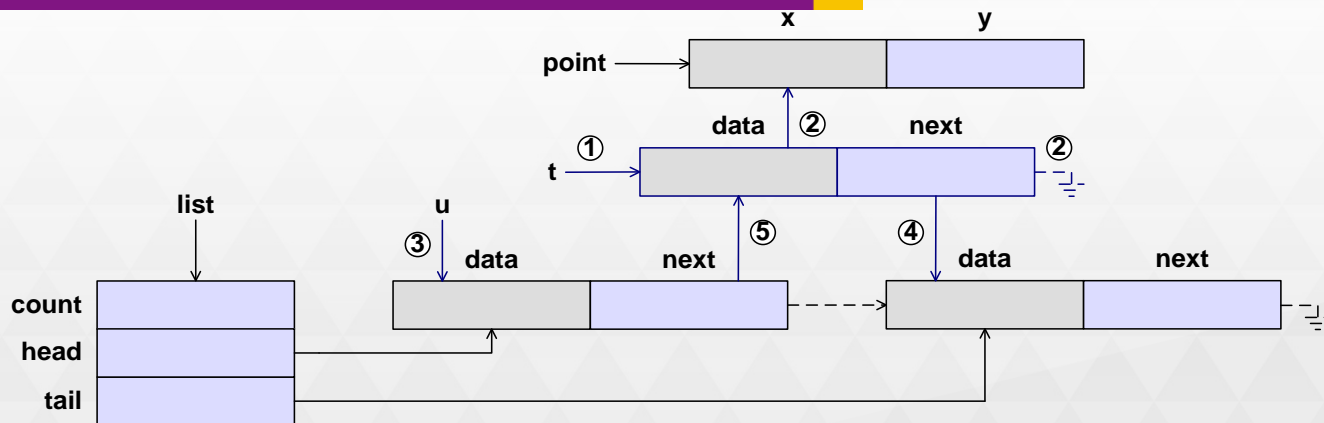 x y
point
data ② next ②
t ①
list u
③ data next ⑤ ④ data next
count
head
tail